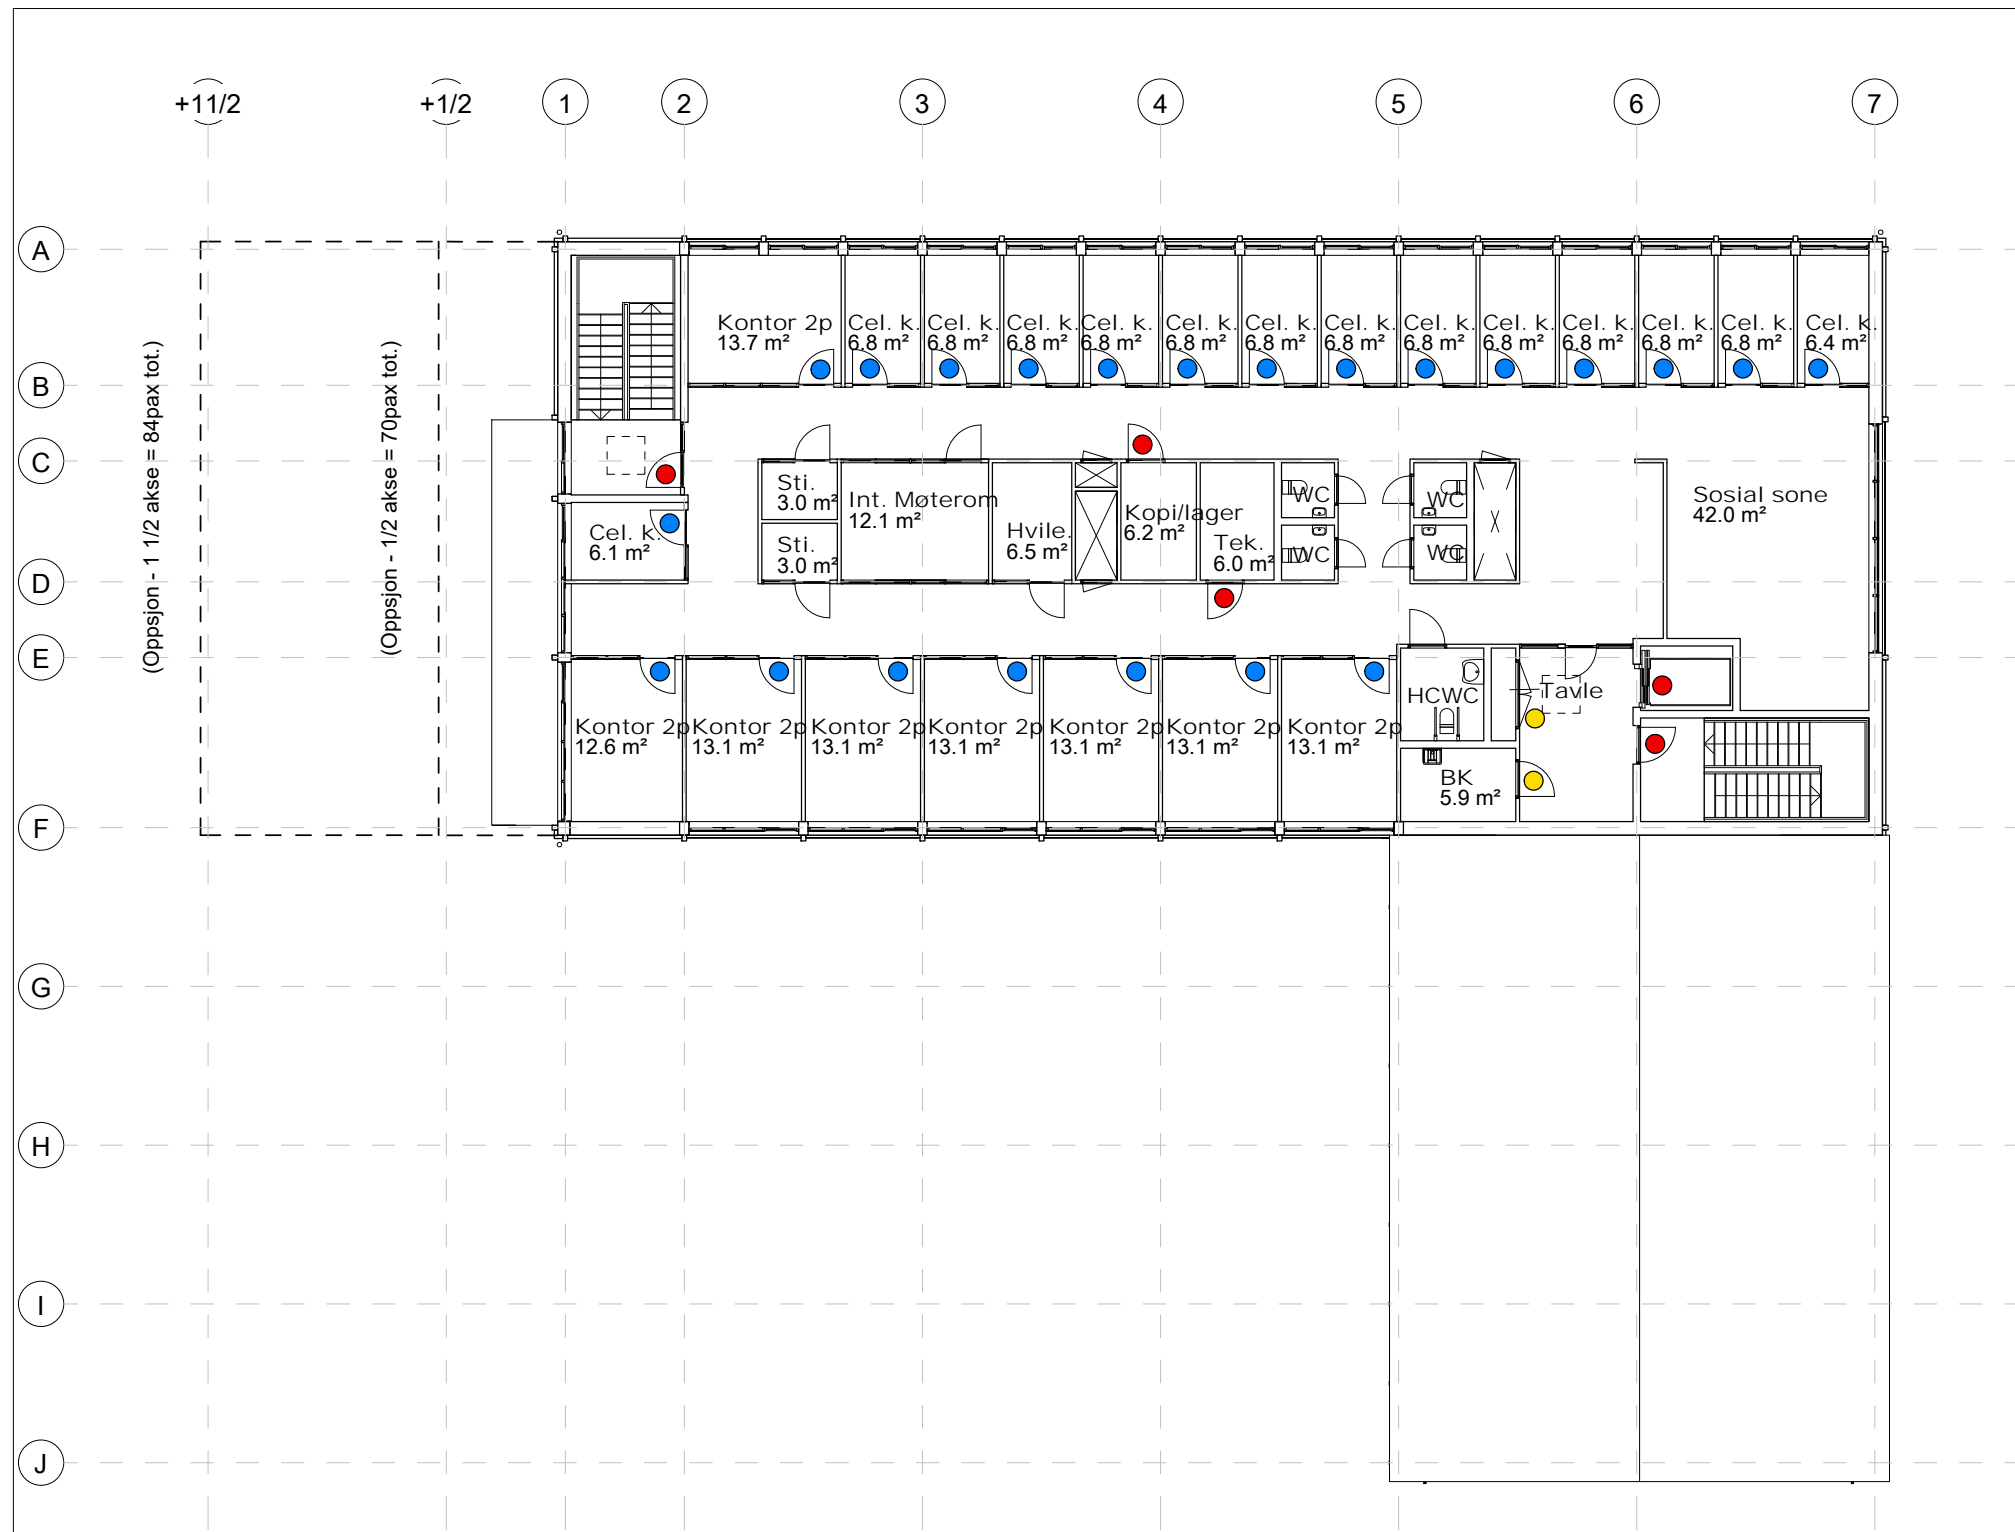 +11/2
+1/2
1
2
3
4
5
6
7
A
B
C
D
E
F
G
H
I
J
(Oppsjon - 1 1/2 akse = 84pax tot.)
(Oppsjon - 1/2 akse = 70pax tot.)
Kontor 2p
13.7 m²
Cel. k.
6.8 m²
Cel. k.
6.8 m²
Cel. k.
6.8 m²
Cel. k.
6.8 m²
Cel. k.
6.8 m²
Cel. k.
6.8 m²
Cel. k.
6.8 m²
Cel. k.
6.8 m²
Cel. k.
6.8 m²
Cel. k.
6.8 m²
Cel. k.
6.8 m²
Cel. k.
6.8 m²
Cel. k.
6.4 m²
Cel. k.
6.1 m²
Sti.
3.0 m²
Sti.
3.0 m²
Int. Møterom
12.1 m²
Hvile.
6.5 m²
Kopi/lager
6.2 m²
Tek.
6.0 m²
WC
WC
WC
WC
Sosial sone
42.0 m²
Kontor 2p
12.6 m²
Kontor 2p
13.1 m²
Kontor 2p
13.1 m²
Kontor 2p
13.1 m²
Kontor 2p
13.1 m²
Kontor 2p
13.1 m²
Kontor 2p
13.1 m²
HCWC
Tavle
BK
5.9 m²